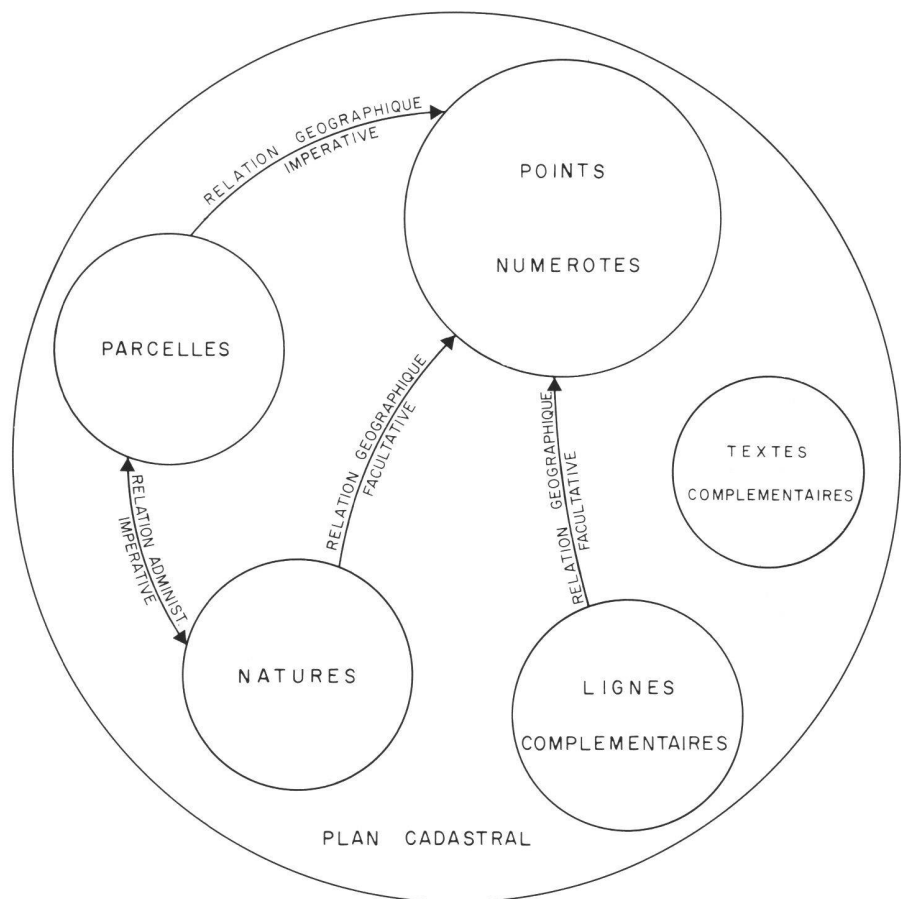 RELATION GEOGRAPHIQUE
IMPERATIVE
POINTS
NUMEROTES
PARCELLES
RELATION GEOGRAPHIQUE
FACULTATIVE
RELATION GEOGRAPHIQUE
FACULTATIVE
TEXTES
COMPLEMENTAIRES
RELATION ADMINIST.
IMPERATIVE
NATURES
LIGNES
COMPLEMENTAIRES
PLAN CADASTRAL